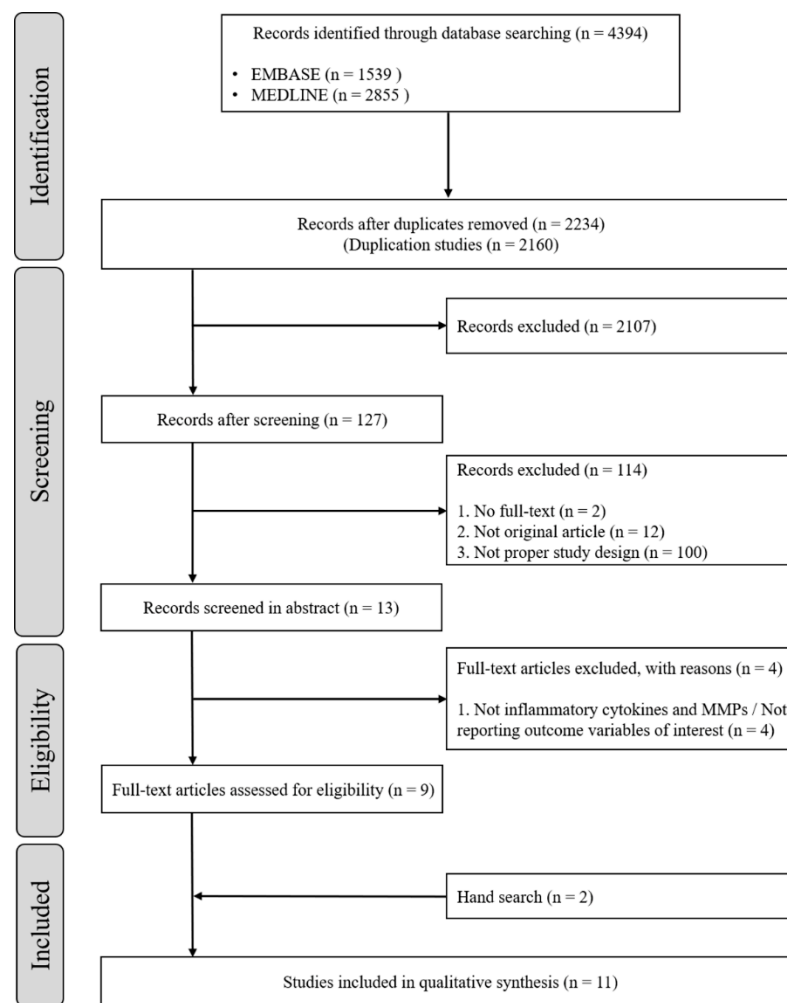 Identification
Records identified through database searching (n = 4394)
• EMBASE (n = 1539 )
• MEDLINE (n = 2855 )
Records after duplicates removed (n = 2234)
(Duplication studies (n = 2160)
Screening
Records excluded (n = 2107)
Records after screening (n = 127)
Records excluded (n = 114)
1. No full-text (n = 2)
2. Not original article (n = 12)
3. Not proper study design (n = 100)
Records screened in abstract (n = 13)
Eligibility
Full-text articles excluded, with reasons (n = 4)
1. Not inflammatory cytokines and MMPs / Not
reporting outcome variables of interest (n = 4)
Full-text articles assessed for eligibility (n = 9)
Included
Hand search (n = 2)
Studies included in qualitative synthesis (n = 11)